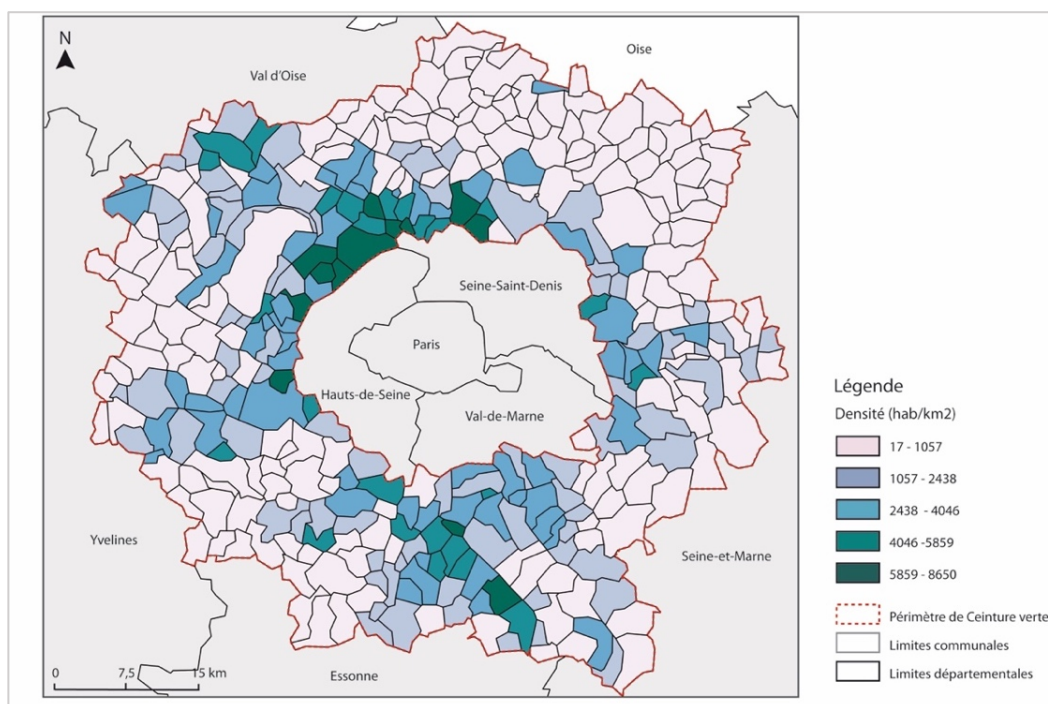 N
Oise
Val d'Oise
Seine-Saint-Denis
Paris
Hauts-de-Seine
Val-de-Marne
Yvelines
Seine-et-Marne
Essonne
0 7,5 15 km
Légende
Densité (hab/km2)
17 - 1057
1057 - 2438
2438 - 4046
4046 -5859
5859 - 8650
Périmètre de Ceinture verte
Limites communales
Limites départementales